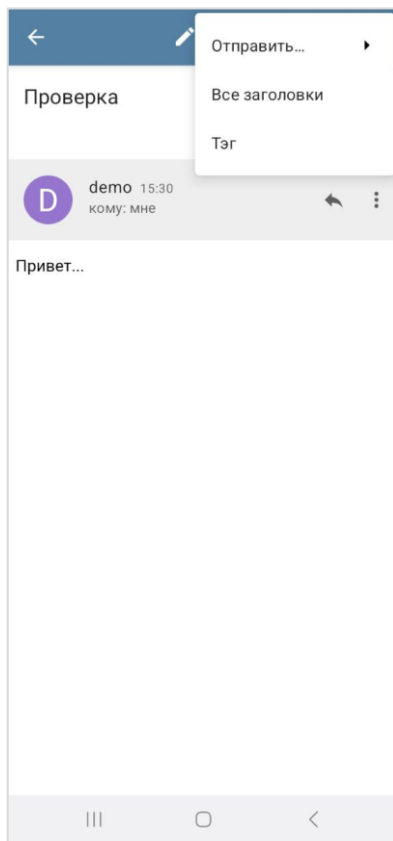 Отправить...
Все заголовки
Тэг
Проверка
D
demo 15:30
кому: мне
Привет...